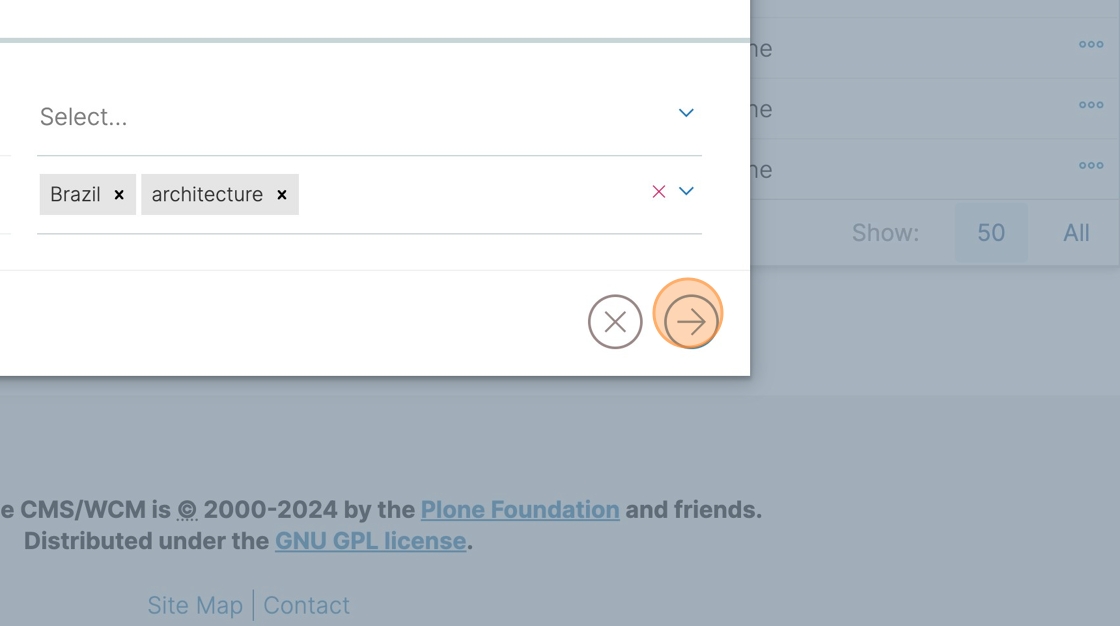 ne
ne
Select...
ne
Brazil architecture
Show: 50 All
e CMS/WCM is © 2000-2024 by the Plone Foundation and friends.
Distributed under the GNU GPL license.
Site Map | Contact